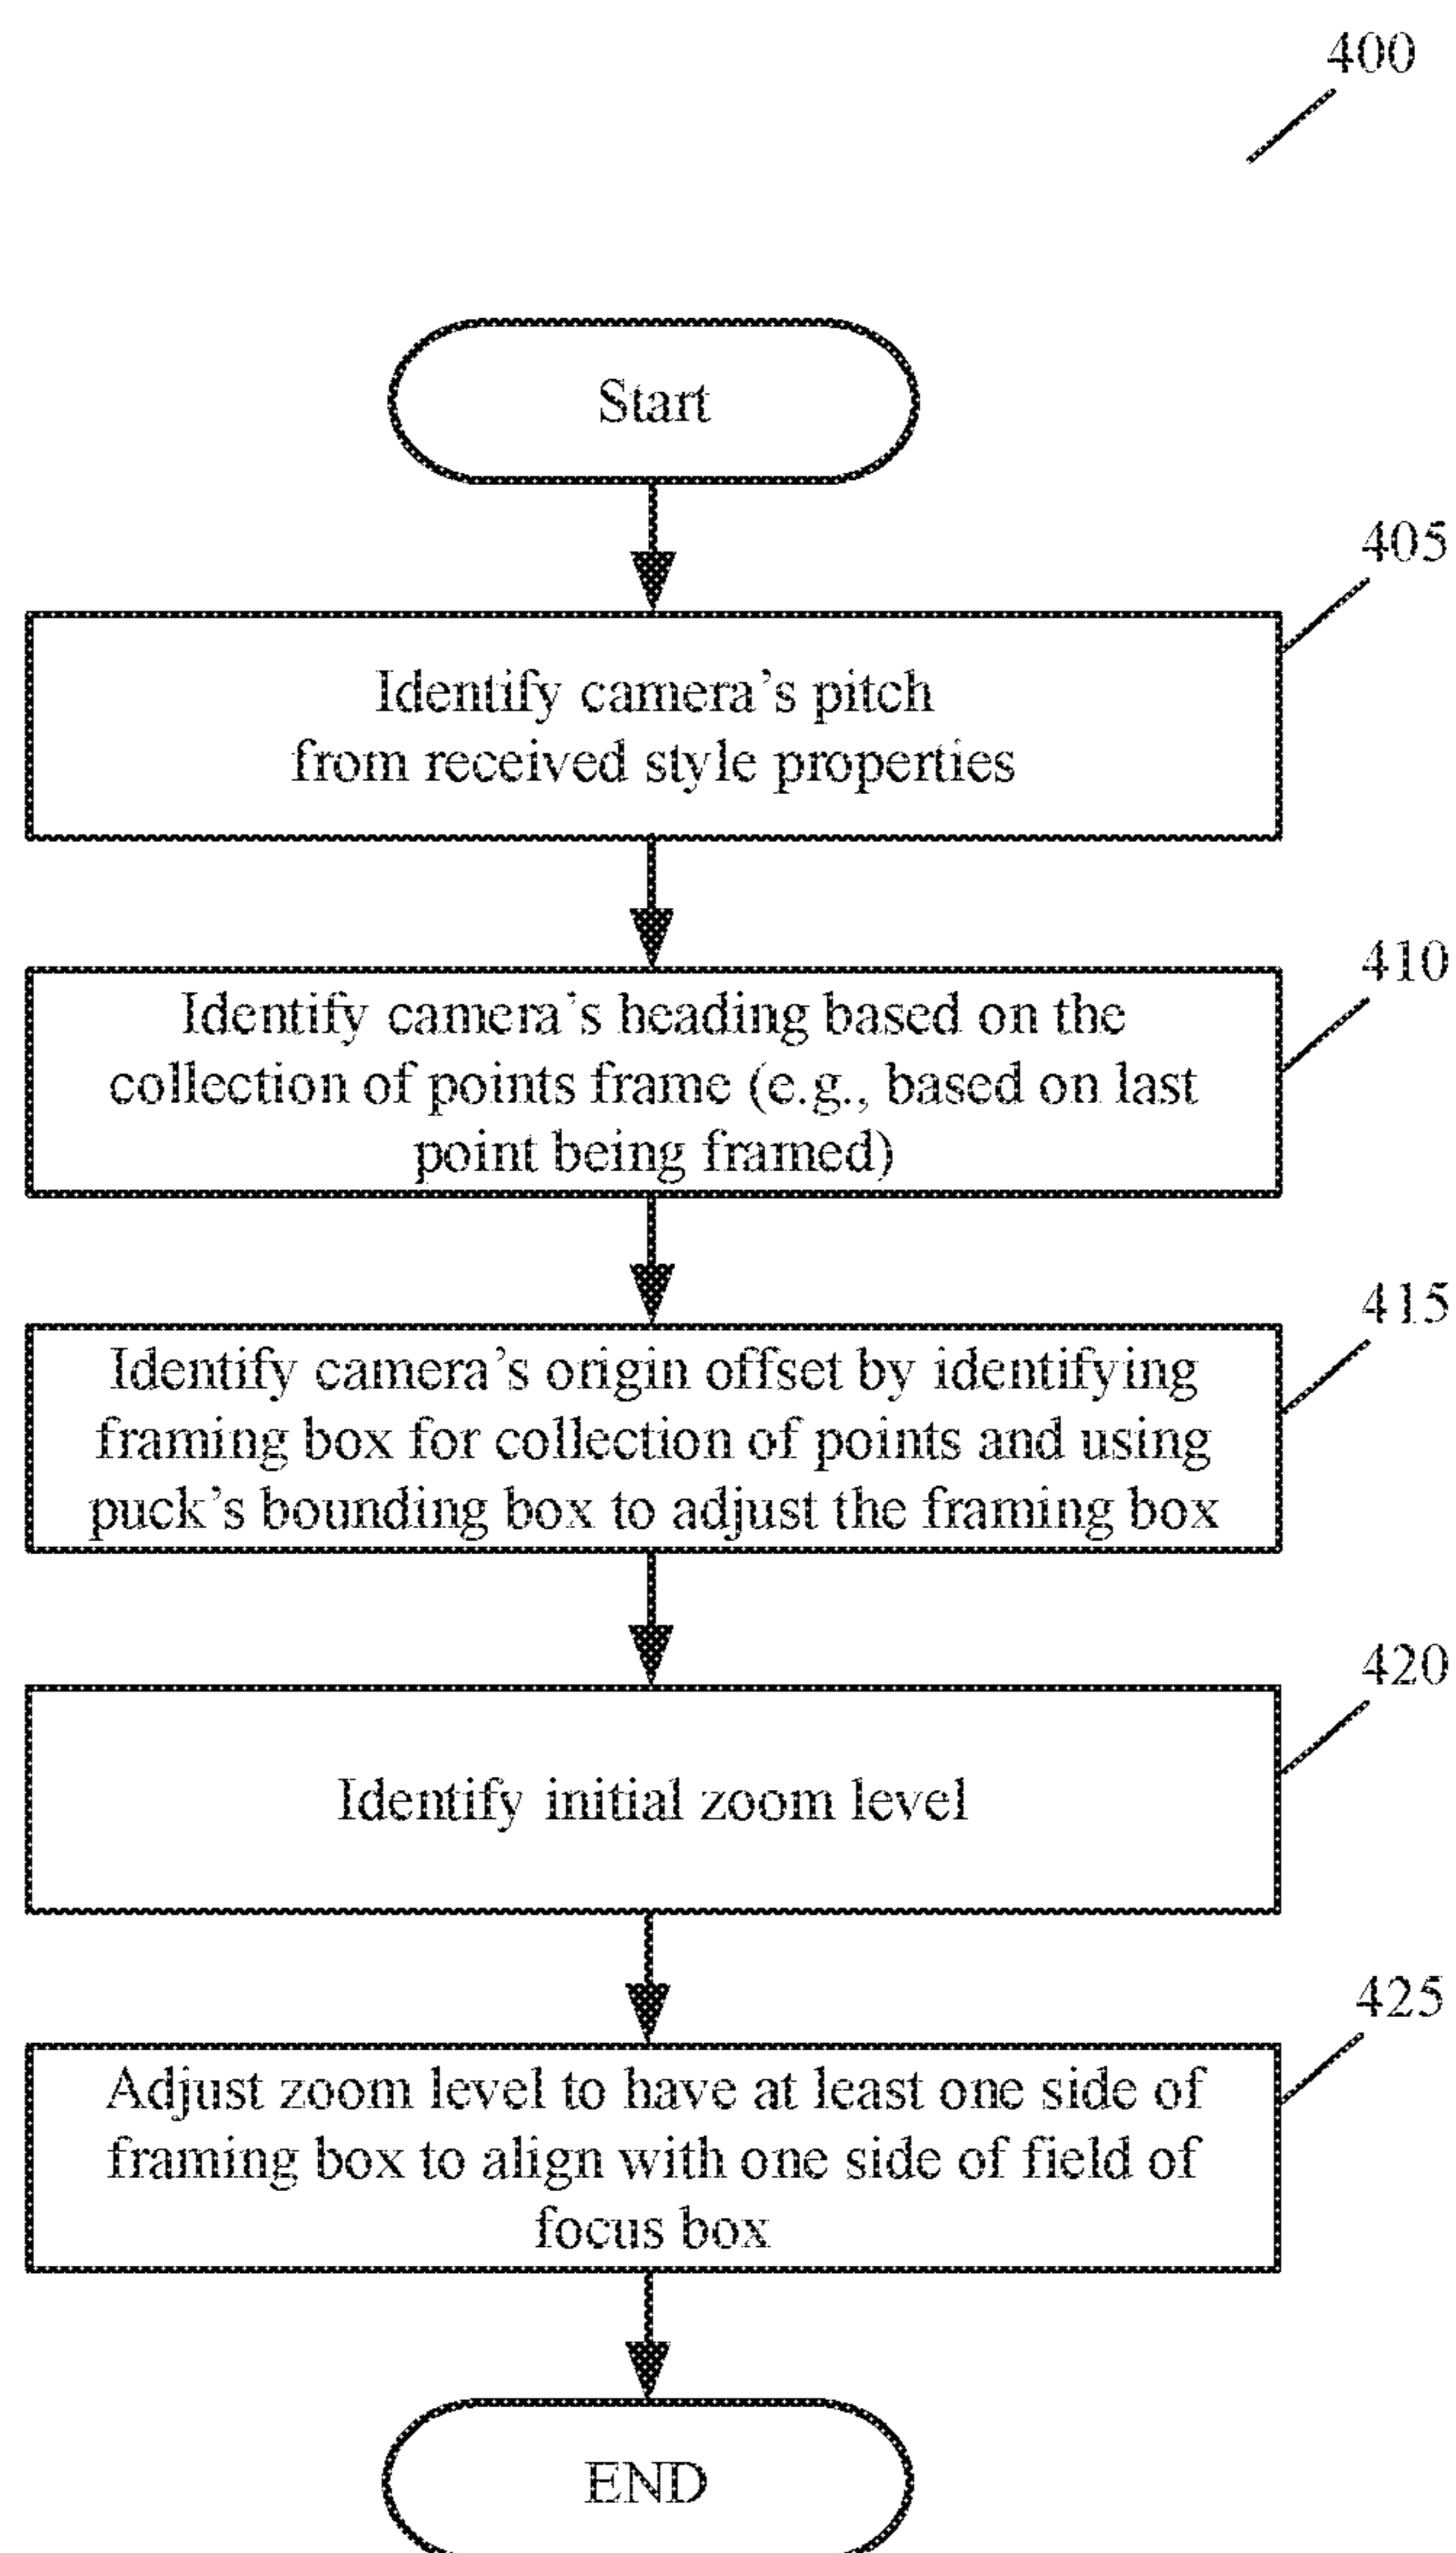 400
Start
405
Identify camera's pitch
from received style properties
410
Identify camera's heading based on the
collection of points frame (e.g., based on last
point being framed)
415
Identify camera's origin offset by identifying
framing box for collection of points and using
puck's bounding box to adjust the framing box
420
Identify initial zoom level
425
Adjust zoom level to have at least one side of
framing box to align with one side of field of
focus box
END